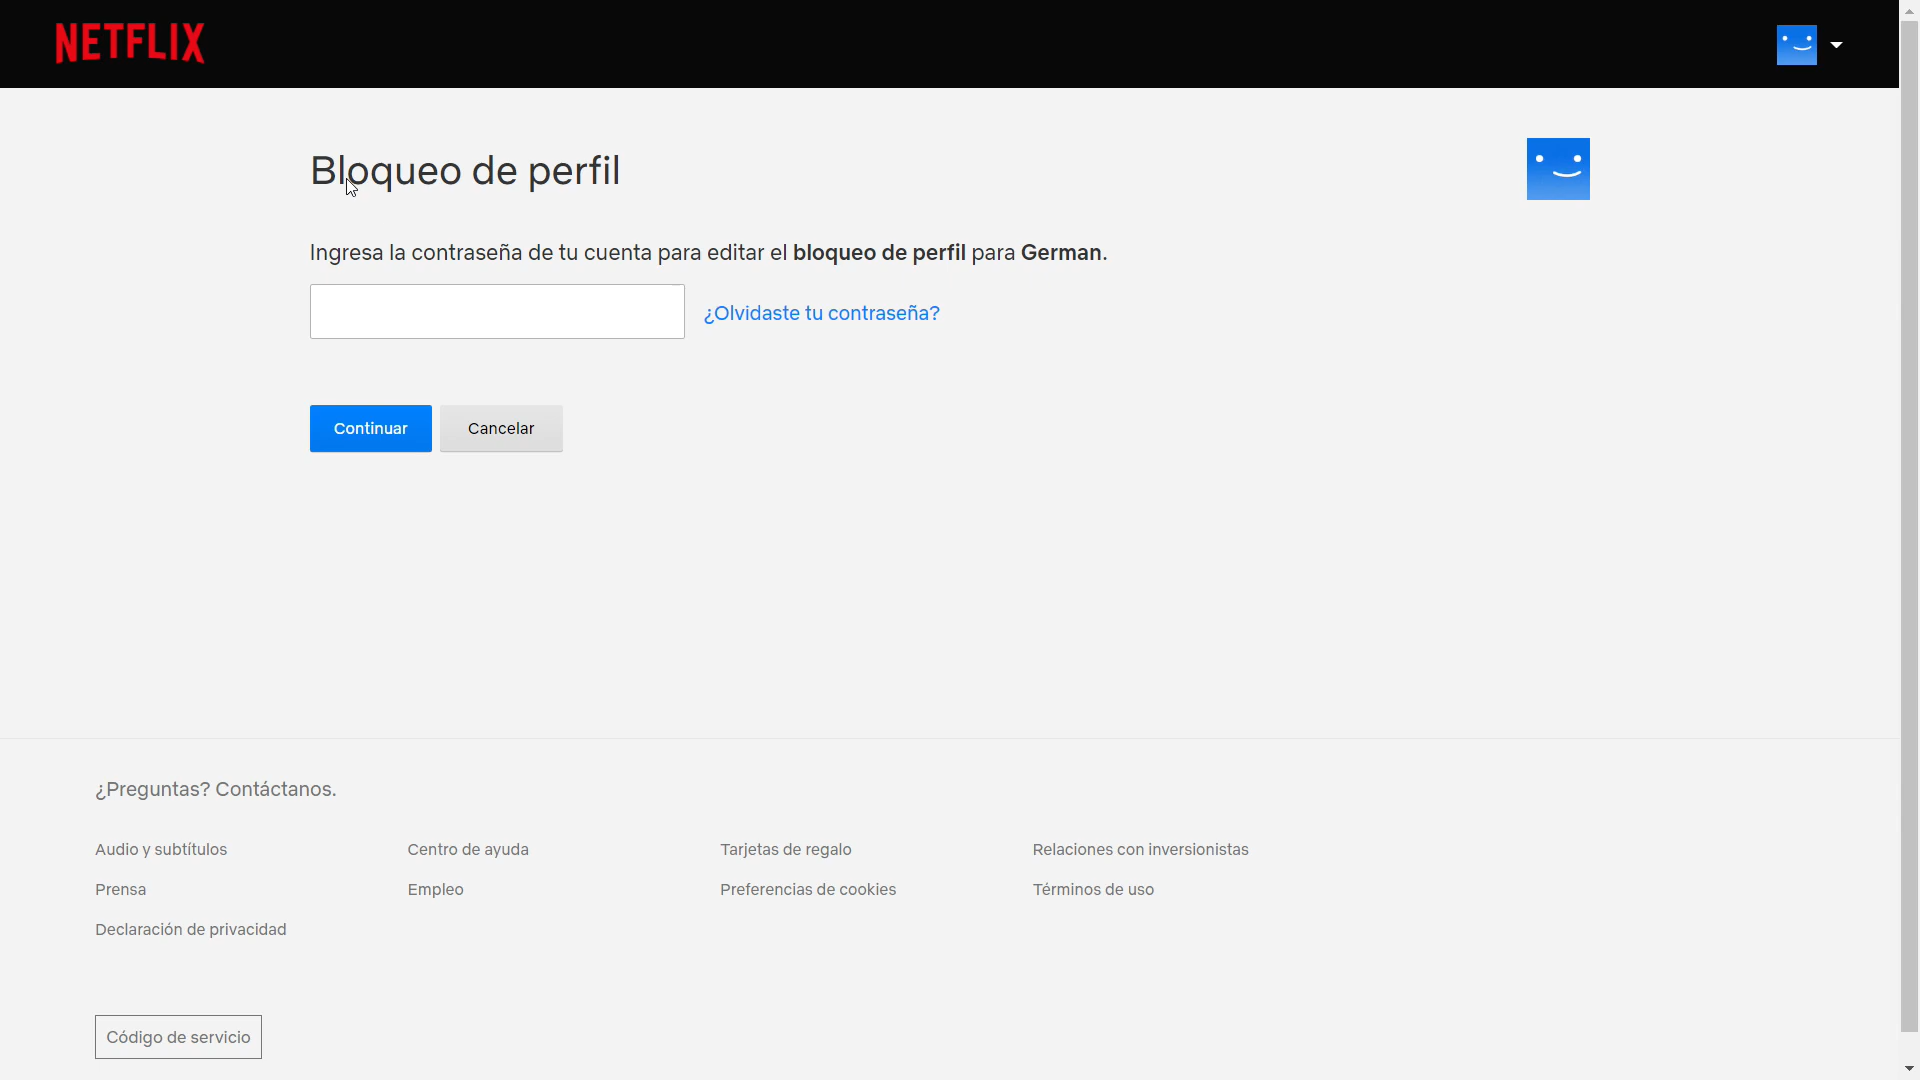 NETFLIX
Bloqueo de perfil
Ingresa la contraseña de tu cuenta para editar el bloqueo de perfil para German.
¿Olvidaste tu contraseña?
Continuar
Cancelar
¿Preguntas? Contáctanos.
Audio y subtítulos
Centro de ayuda
Tarjetas de regalo
Relaciones con inversionistas
Prensa
Empleo
Preferencias de cookies
Términos de uso
Declaración de privacidad
Código de servicio